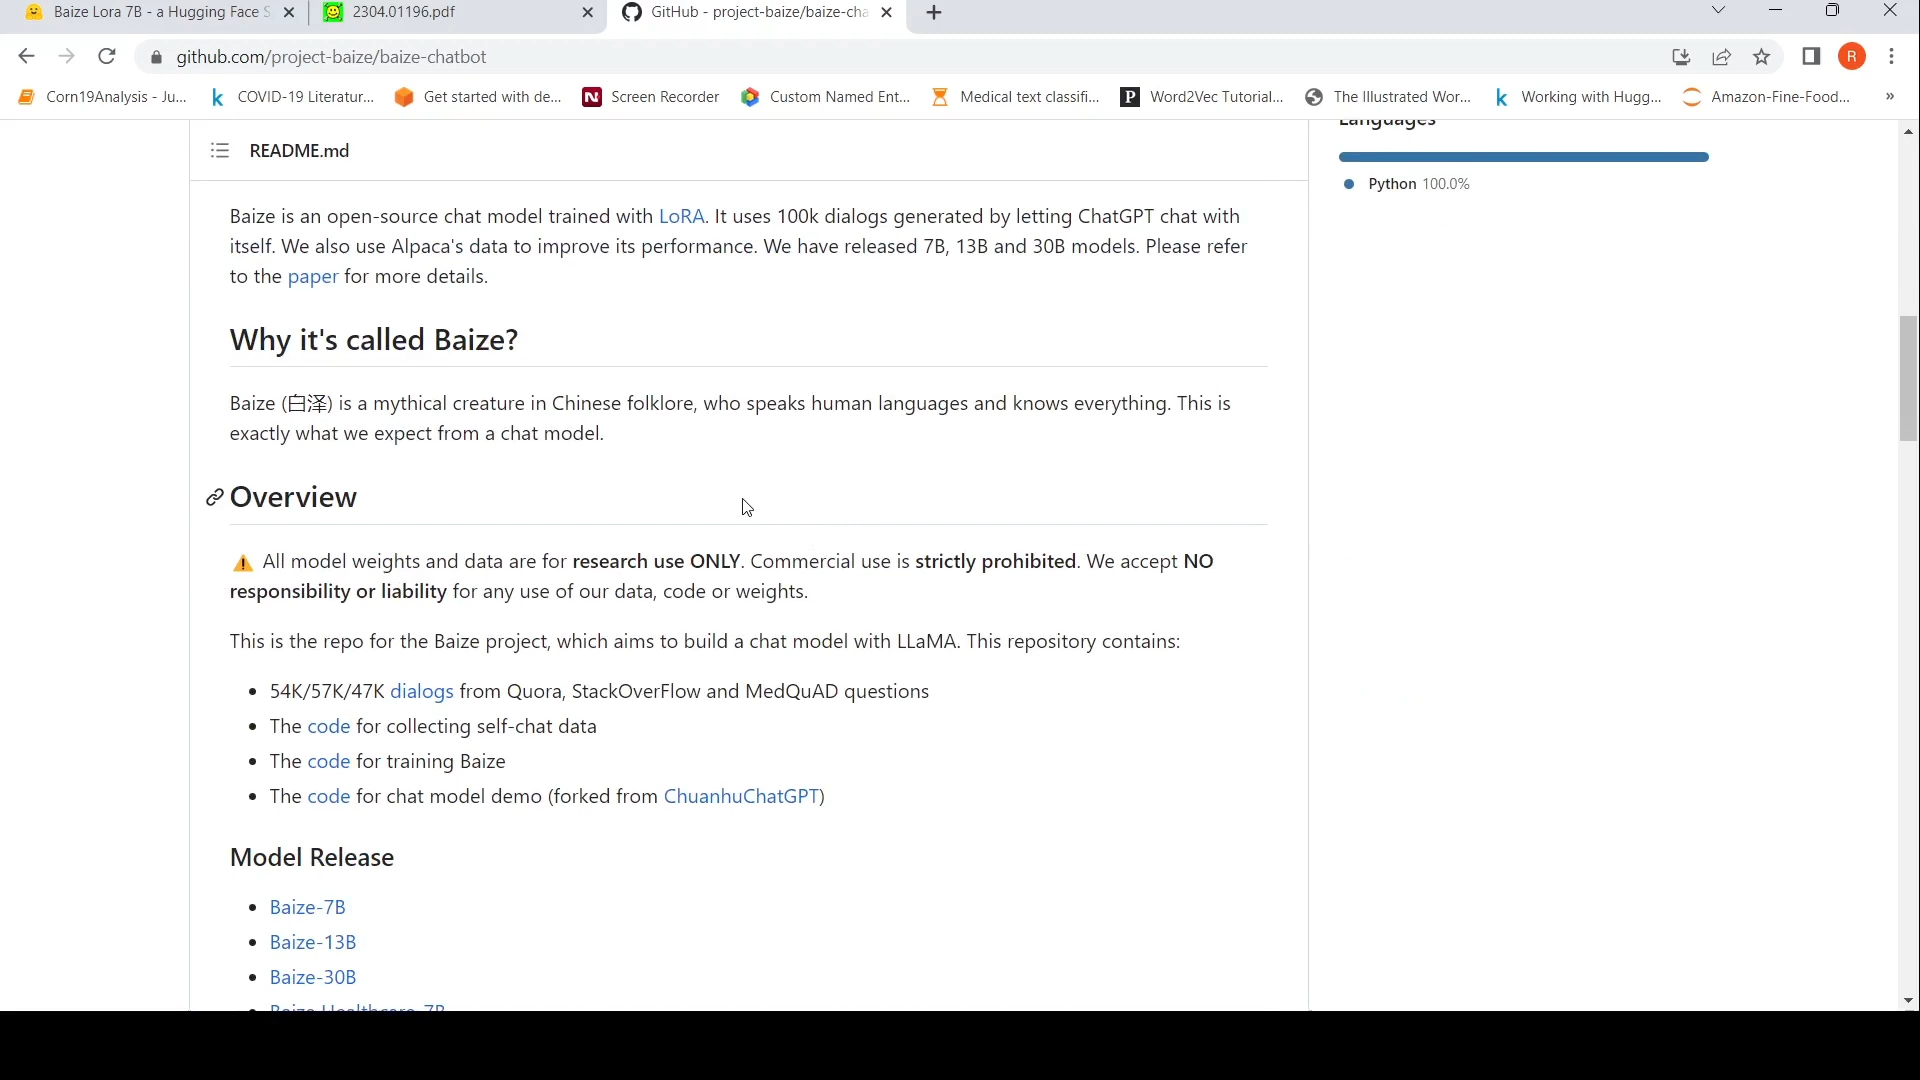 Baize Lora 7B - a Hugging Face S
2304.01196.pdf
GitHub - project-baize/baize-cha
github.com/project-baize/baize-chatbot
R
Corn19Analysis - Ju...
COVID-19 Literatur...
Get started with de...
Screen Recorder
Custom Named Ent...
Medical text classifi...
Word2Vec Tutorial...
The Illustrated Wor...
Working with Hugg...
Amazon-Fine-Food...
»
README.md
Languages
Python 100.0%
Baize is an open-source chat model trained with LoRA. It uses 100k dialogs generated by letting ChatGPT chat with
itself. We also use Alpaca's data to improve its performance. We have released 7B, 13B and 30B models. Please refer
to the paper for more details.
Why it's called Baize?
Baize (白泽) is a mythical creature in Chinese folklore, who speaks human languages and knows everything. This is
exactly what we expect from a chat model.
Overview
⚠️ All model weights and data are for research use ONLY. Commercial use is strictly prohibited. We accept NO
responsibility or liability for any use of our data, code or weights.
This is the repo for the Baize project, which aims to build a chat model with LLaMA. This repository contains:
• 54K/57K/47K dialogs from Quora, StackOverFlow and MedQuAD questions
• The code for collecting self-chat data
• The code for training Baize
• The code for chat model demo (forked from ChuanhuChatGPT)
Model Release
• Baize-7B
• Baize-13B
• Baize-30B
• Baize Healthcare-7B